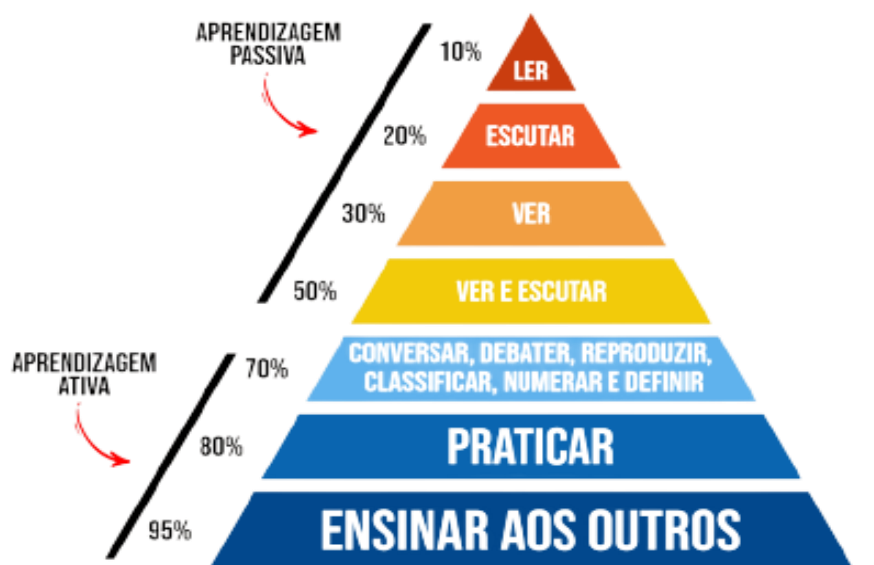 APRENDIZAGEM
PASSIVA
10%
LER
20%
ESCUTAR
30%
VER
50%
VER E ESCUTAR
APRENDIZAGEM
ATIVA
70%
CONVERSAR, DEBATER, REPRODUZIR,
CLASSIFICAR, NUMERAR E DEFINIR
80%
PRATICAR
95%
ENSINAR AOS OUTROS